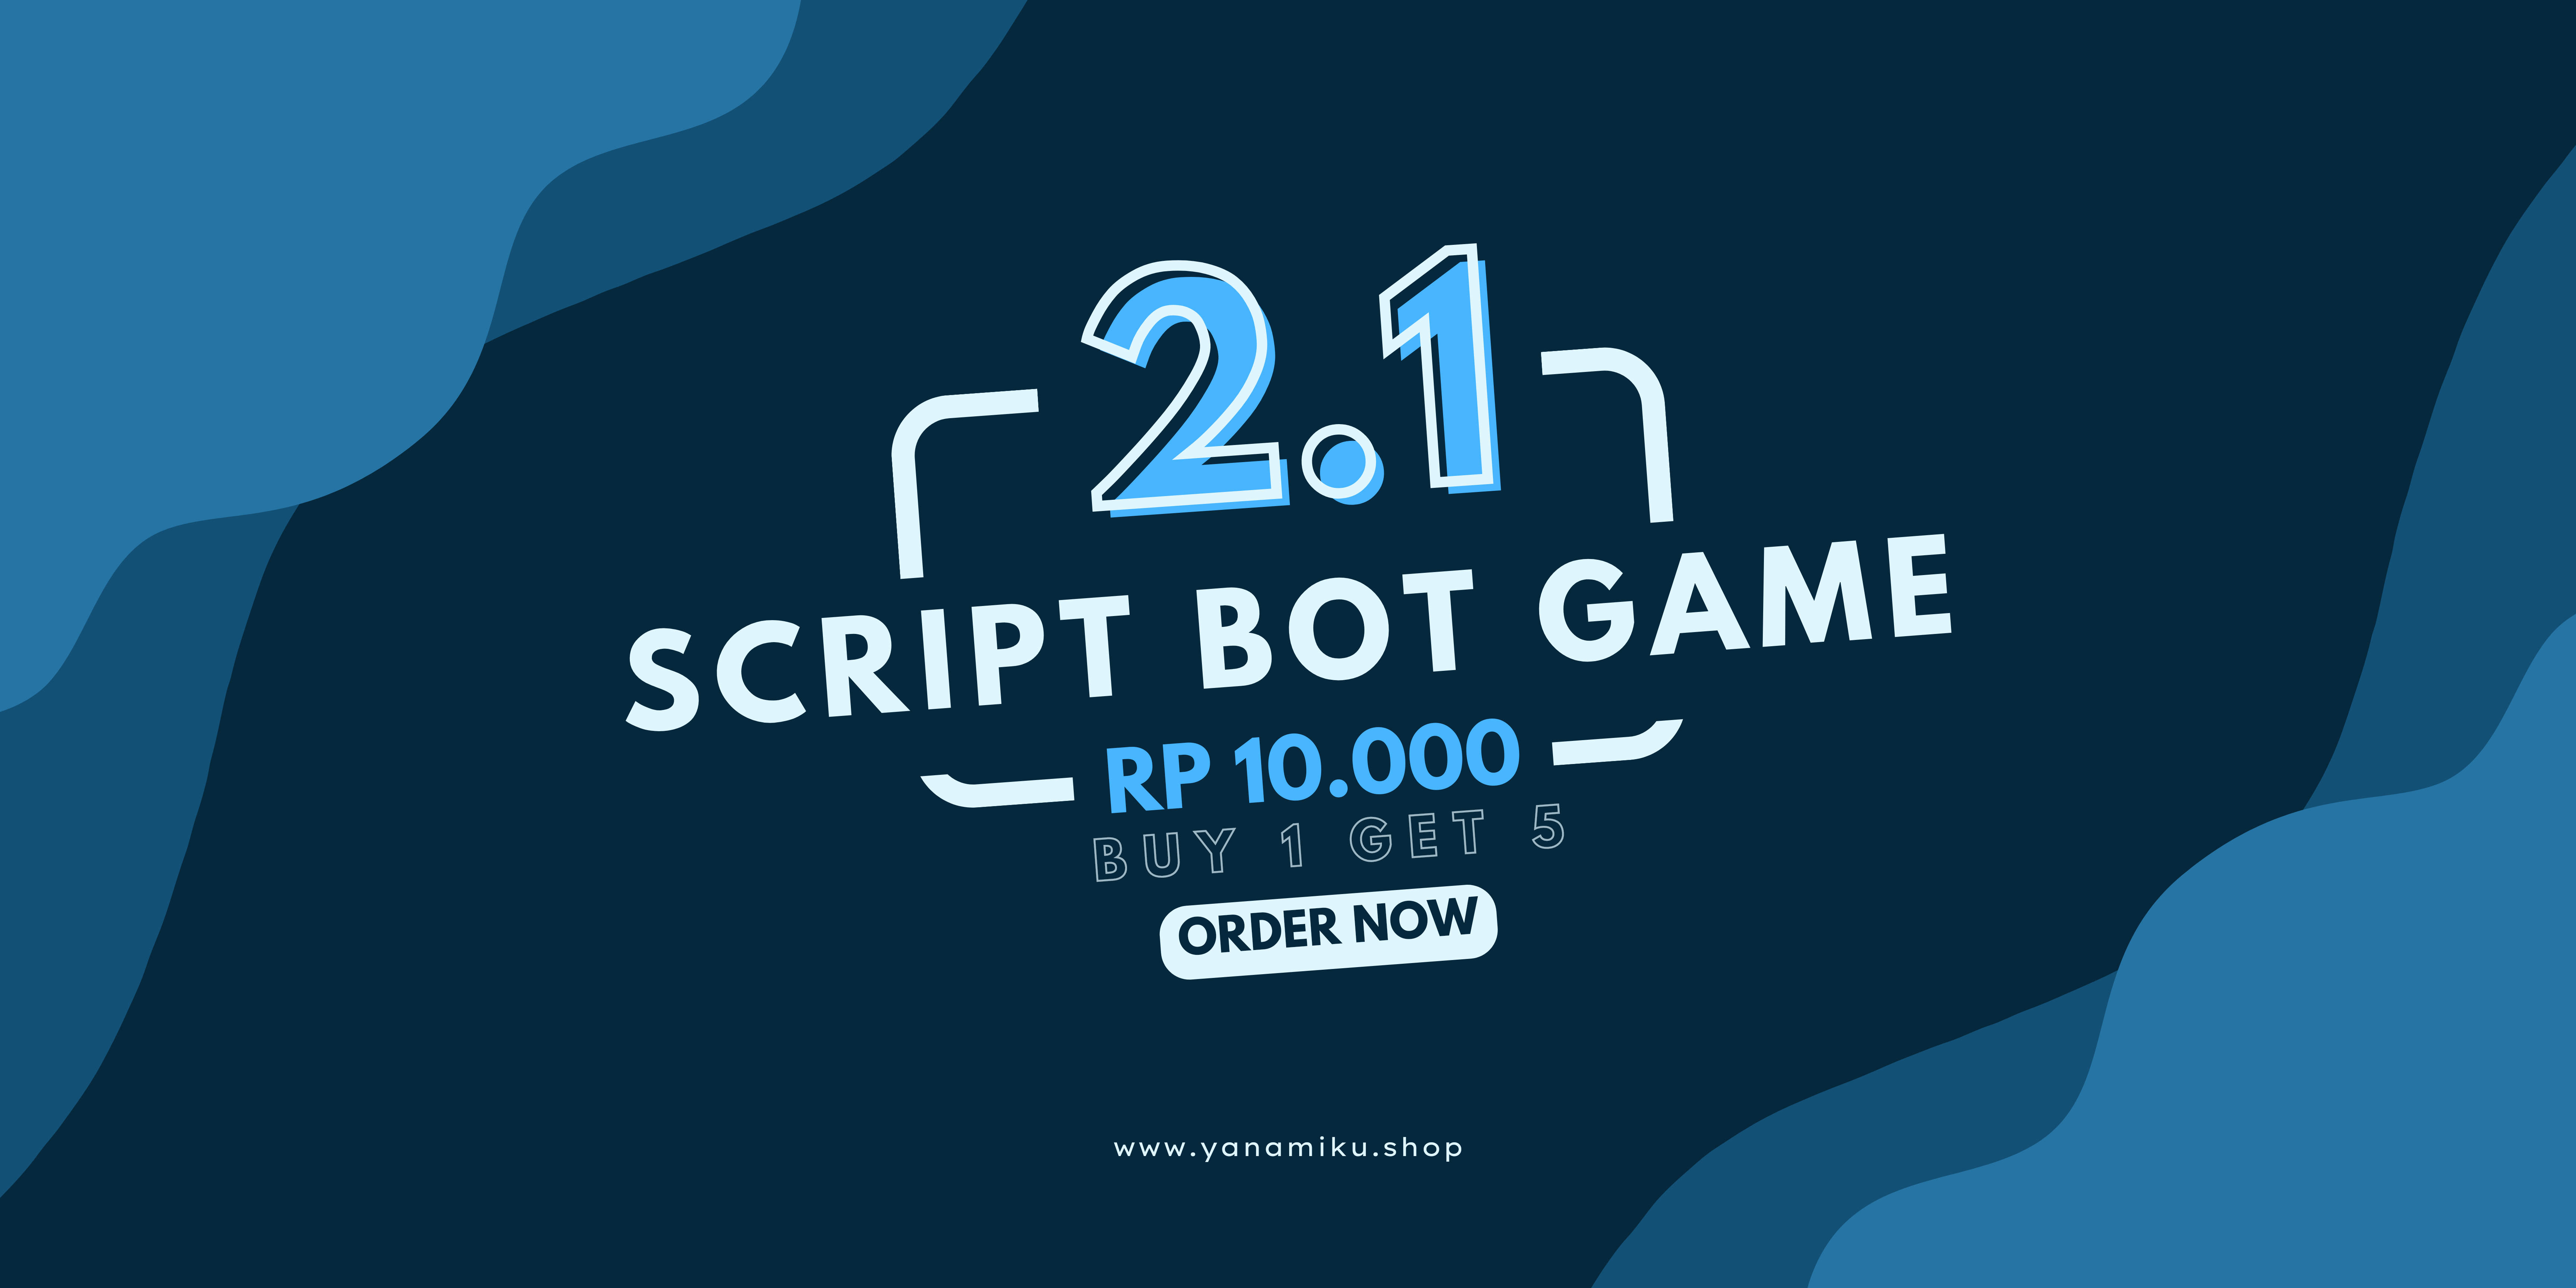 2.1
SCRIPT BOT GAME
RP 10.000
BUY 1 GET 5
ORDER NOW
www.yanamiku.shop